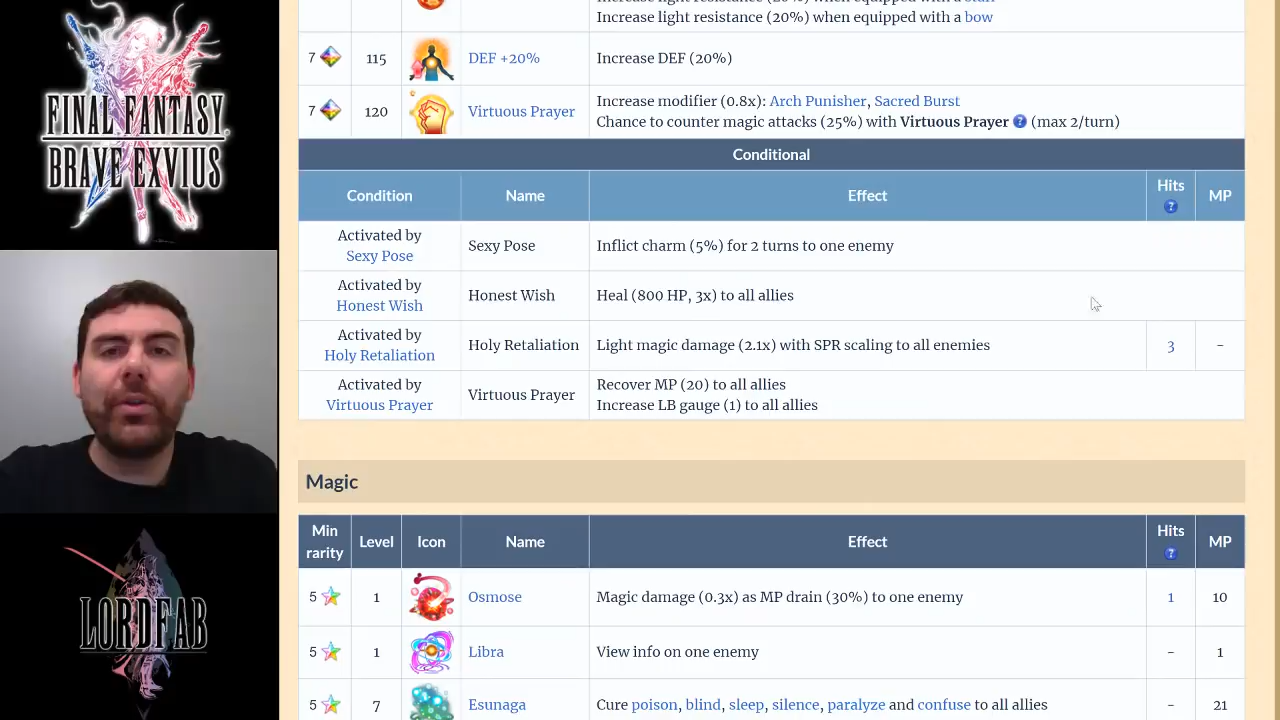 Increase light resistance (20%) when equipped with a staff
Increase light resistance (20%) when equipped with a bow
7 115 DEF +20% Increase DEF (20%)
7 120 Virtuous Prayer Increase modifier (0.8x): Arch Punisher, Sacred Burst
Chance to counter magic attacks (25%) with Virtuous Prayer ? (max 2/turn)
Conditional
Condition Name Effect Hits ? MP
Activated by
Sexy Pose
Sexy Pose
Inflict charm (5%) for 2 turns to one enemy
Activated by
Honest Wish
Honest Wish
Heal (800 HP, 3x) to all allies
Activated by
Holy Retaliation
Holy Retaliation
Light magic damage (2.1x) with SPR scaling to all enemies
3 -
Activated by
Virtuous Prayer
Virtuous Prayer
Recover MP (20) to all allies
Increase LB gauge (1) to all allies
Magic
Min
rarity
Level Icon Name Effect Hits ? MP
5 1 Osmose Magic damage (0.3x) as MP drain (30%) to one enemy 1 10
5 1 Libra View info on one enemy - 1
5 7 Esunaga Cure poison, blind, sleep, silence, paralyze and confuse to all allies - 21
FINAL FANTASY
BRAVE EXVIUS
LORDFAB